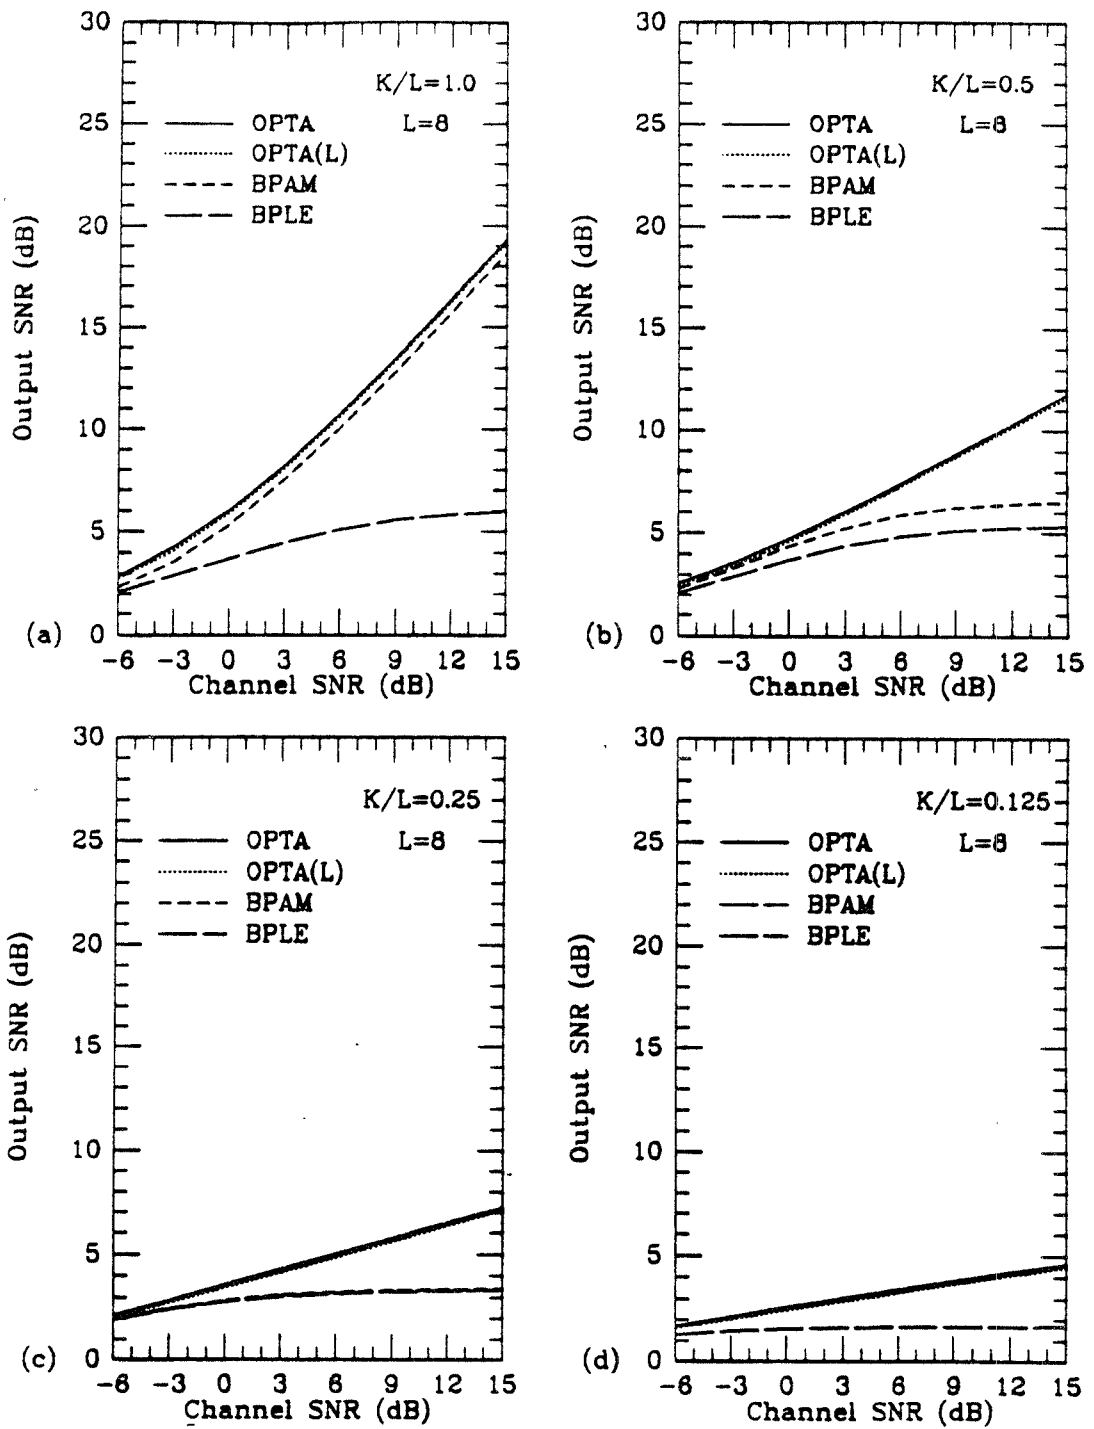 30
25
20
15
10
5
0
Output SNR (dB)
K/L=1.0
L=8
OPTA
OPTA(L)
BPAM
BPLE
(a)
-6 -3 0 3 6 9 12 15
Channel SNR (dB)
30
25
20
15
10
5
0
Output SNR (dB)
K/L=0.5
L=8
OPTA
OPTA(L)
BPAM
BPLE
(b)
-6 -3 0 3 6 9 12 15
Channel SNR (dB)
30
25
20
15
10
5
0
Output SNR (dB)
K/L=0.25
L=8
OPTA
OPTA(L)
BPAM
BPLE
(c)
-6 -3 0 3 6 9 12 15
Channel SNR (dB)
30
25
20
15
10
5
0
Output SNR (dB)
K/L=0.125
L=8
OPTA
OPTA(L)
BPAM
BPLE
(d)
-6 -3 0 3 6 9 12 15
Channel SNR (dB)